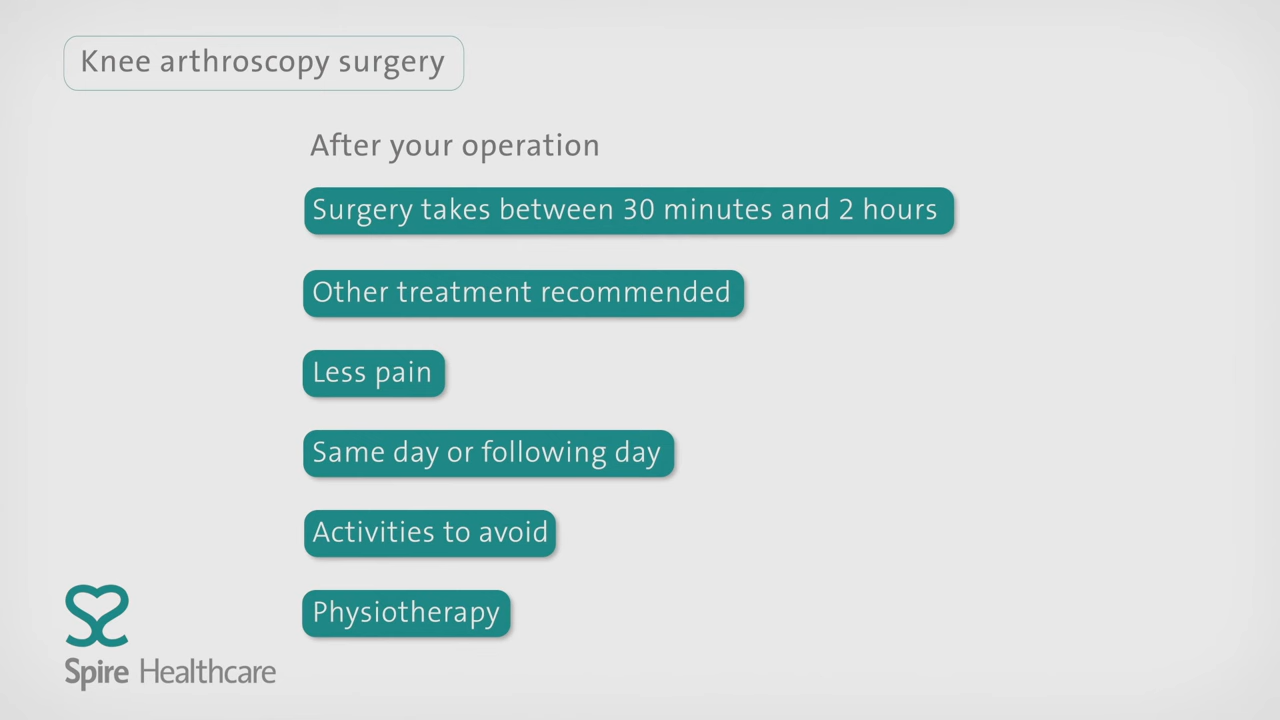 Knee arthroscopy surgery
After your operation
Surgery takes between 30 minutes and 2 hours
Other treatment recommended
Less pain
Same day or following day
Activities to avoid
Physiotherapy
Spire Healthcare